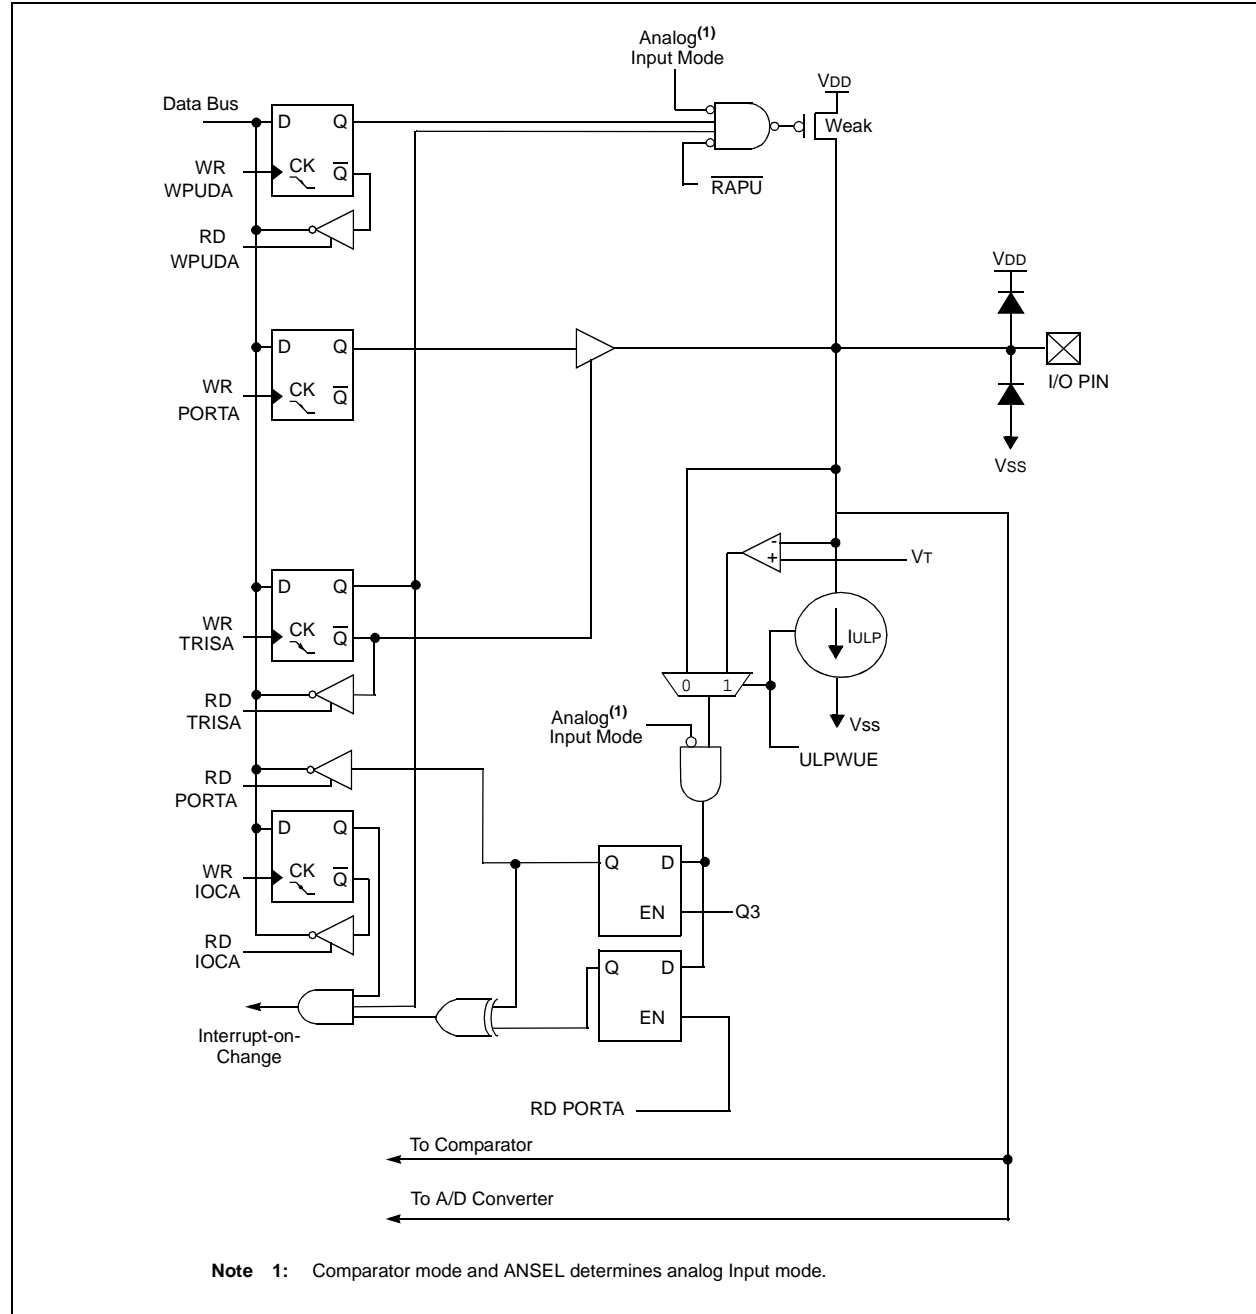 Analog(1)
Input Mode
VDD
Data Bus
D Q
Weak
WR
WPUDA
CK Q
RAPU
RD
WPUDA
VDD
D Q
I/O PIN
WR
PORTA
CK Q
VSS
- 
+
VT
D Q
WR
TRISA
CK Q
IULP
0 1
RD
TRISA
Analog(1)
Input Mode
VSS
ULPWUE
RD
PORTA
D Q
WR
IOCA
CK Q
Q D
EN
Q3
RD
IOCA
Q D
EN
Interrupt-on-
Change
RD PORTA
To Comparator
To A/D Converter
Note 1: Comparator mode and ANSEL determines analog Input mode.